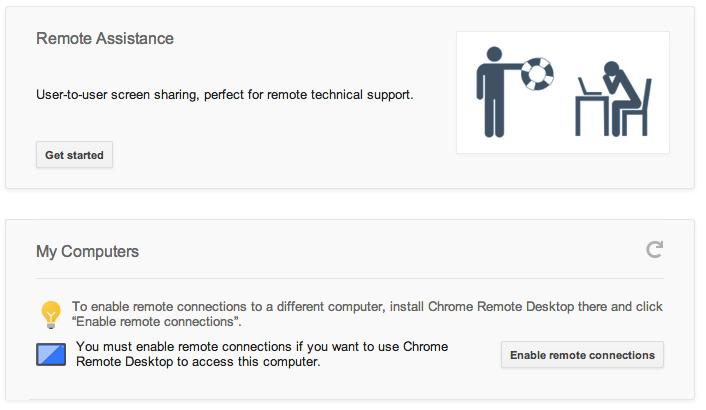 Remote Assistance
User-to-user screen sharing, perfect for remote technical support.
Get started
My Computers
To enable remote connections to a different computer, install Chrome Remote Desktop there and click
“Enable remote connections”.
You must enable remote connections if you want to use Chrome
Remote Desktop to access this computer.
Enable remote connections